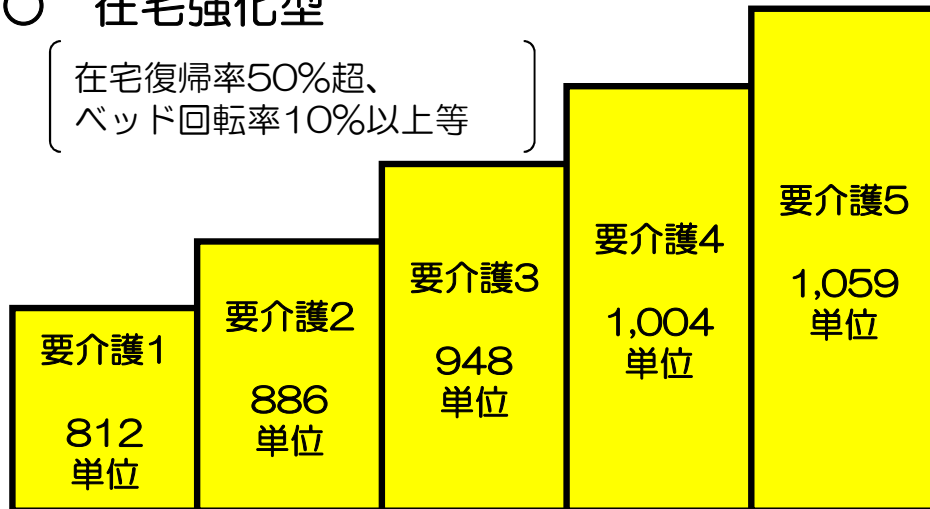 ○ 在宅強化型
在宅復帰率50%超、
ベッド回転率10%以上等
要介護1
812
単位
要介護2
886
単位
要介護3
948
単位
要介護4
1,004
単位
要介護5
1,059
単位